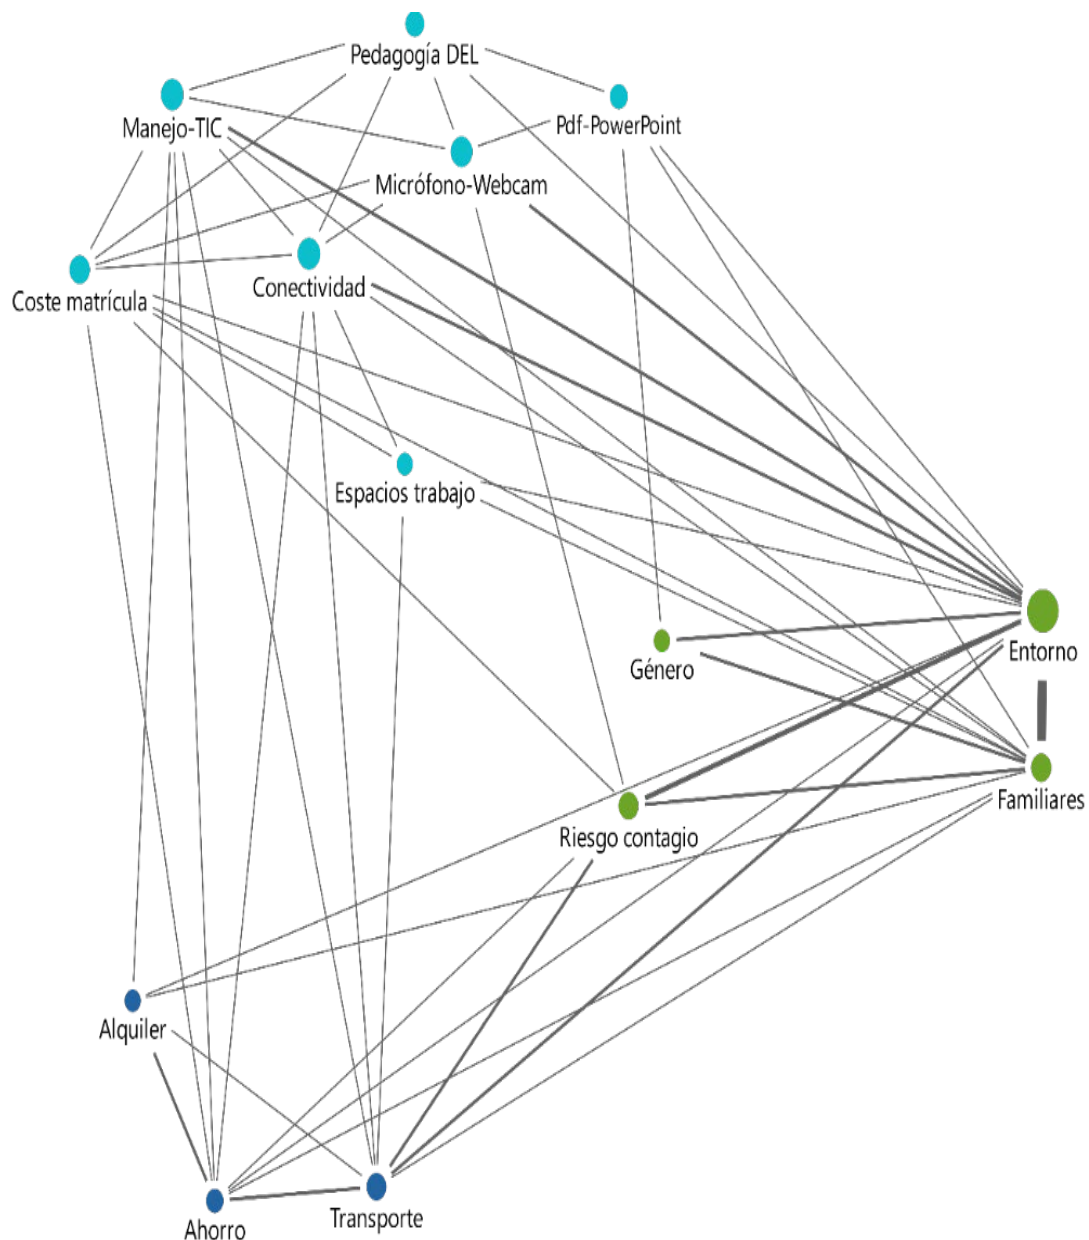 Pedagogía DEL
Manejo-TIC
Pdf-PowerPoint
Micrófono-Webcam
Coste matrícula
Conectividad
Espacios trabajo
Entorno
Género
Familiares
Riesgo contagio
Alquiler
Ahorro
Transporte